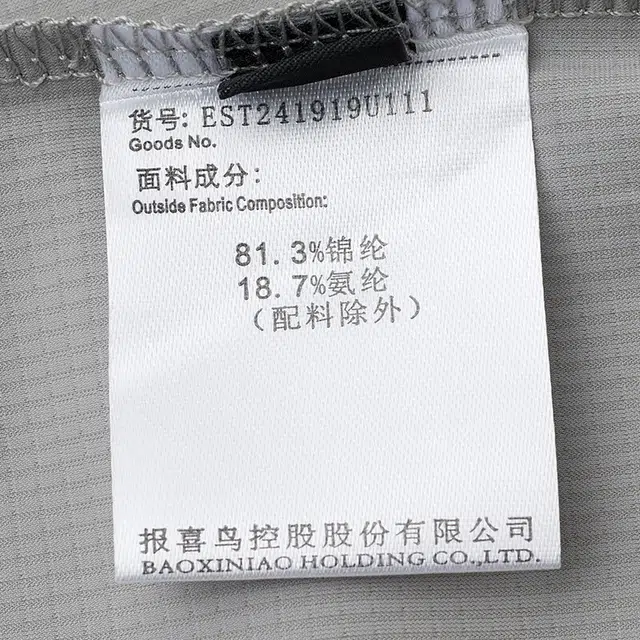 货号: EST241919U111
Goods No.
面料成分:
Outside Fabric Composition:
81.3%锦纶
18.7%氨纶
(配料除外)
报喜鸟控股股份有限公司
BAOXINIAO HOLDING CO.,LTD.